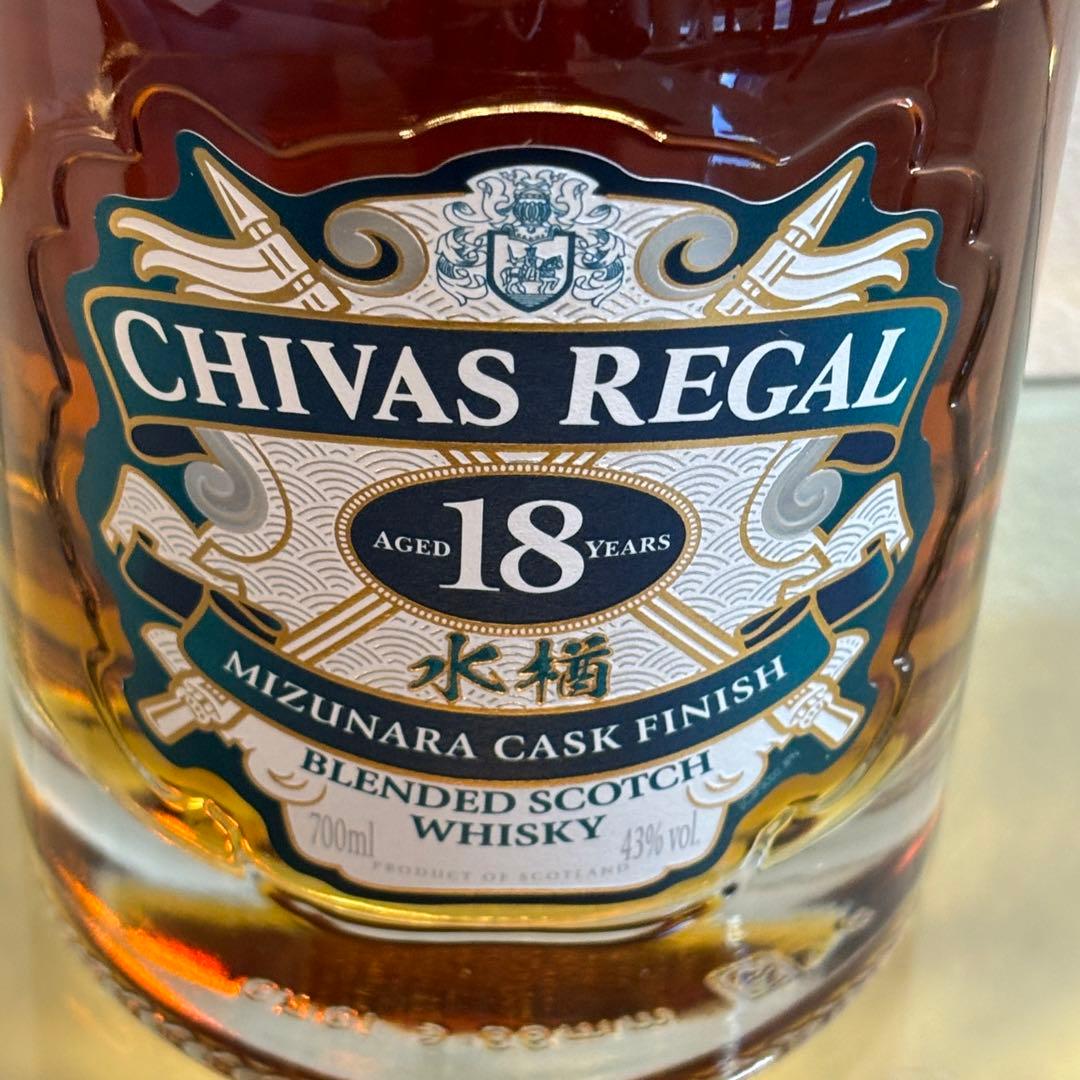 CHIVAS REGAL
AGED 18 YEARS
水楢
MIZUNARA CASK FINISH
BLENDED SCOTCH
WHISKY
700ml 43% vol.
PRODUCT OF SCOTLAND